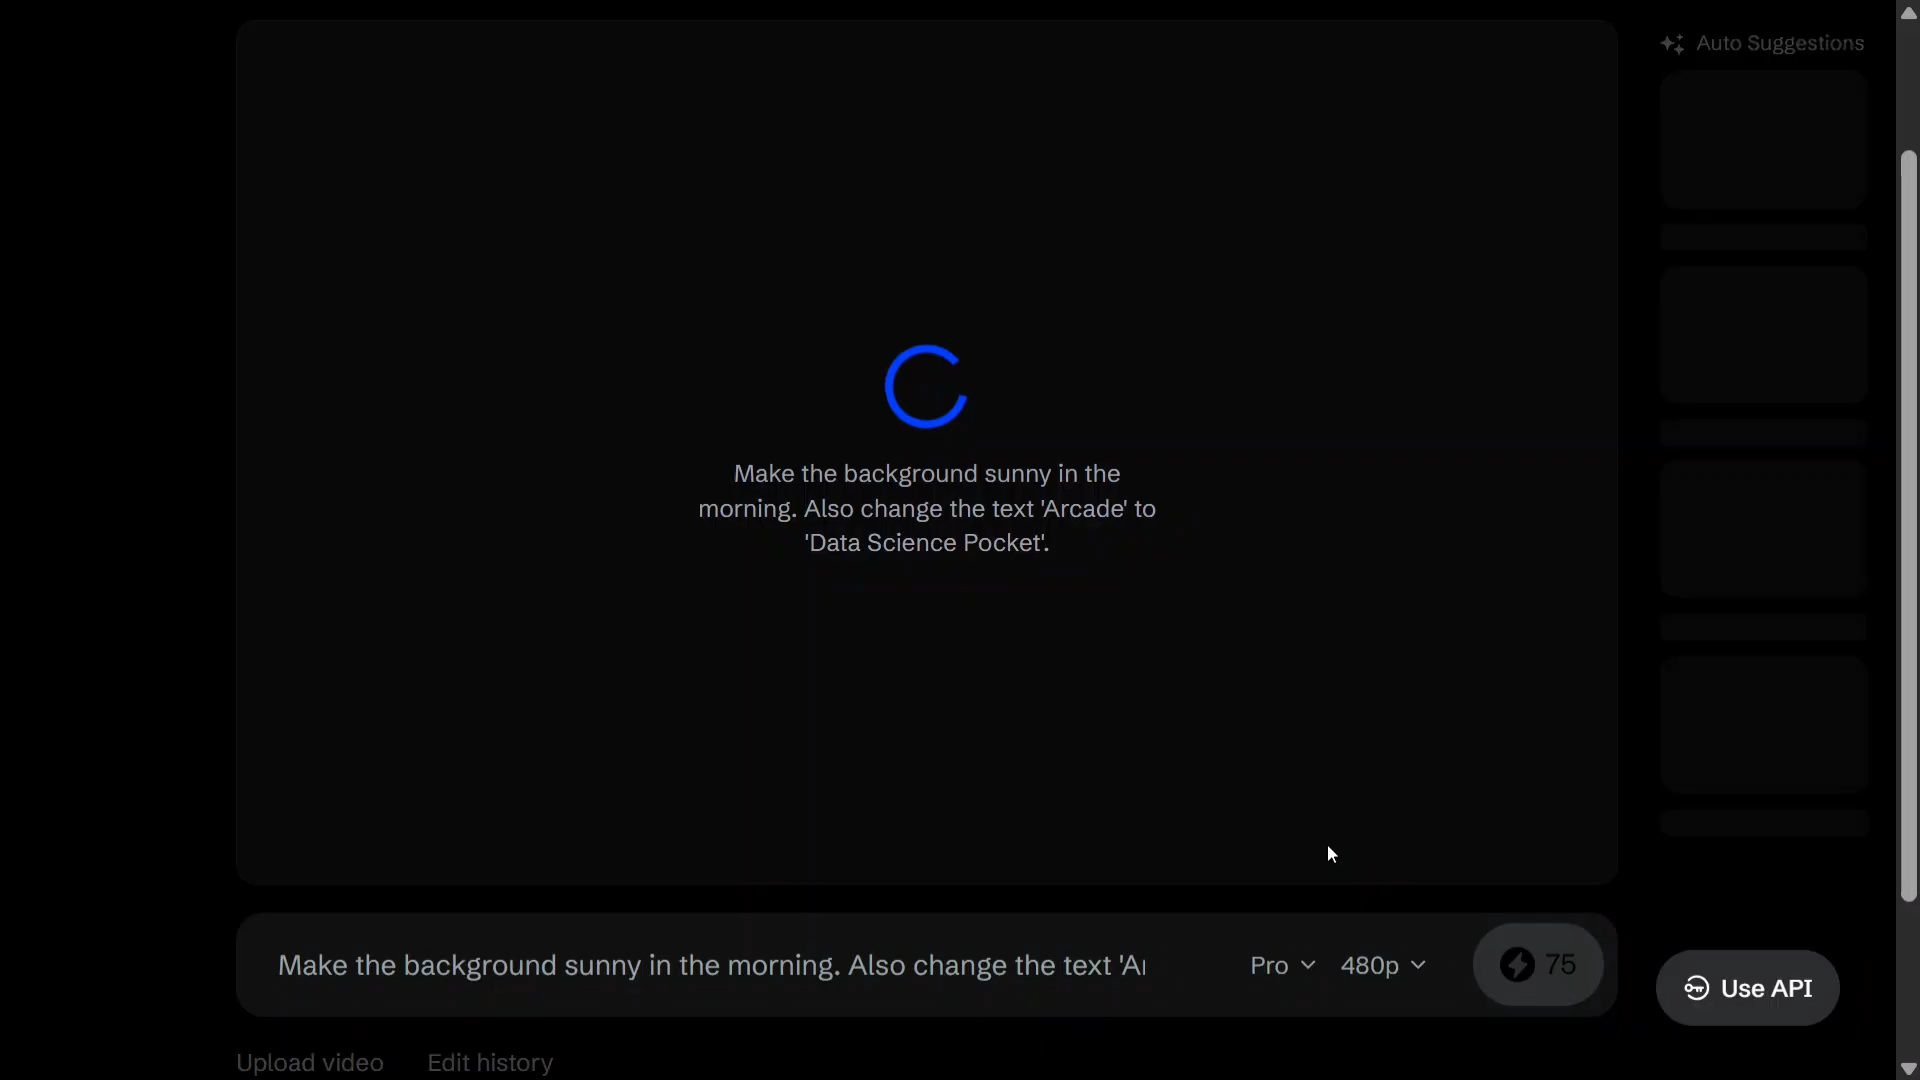 Auto Suggestions
Make the background sunny in the
morning. Also change the text 'Arcade' to
'Data Science Pocket'.
Make the background sunny in the morning. Also change the text 'Ar
Pro
480p
75
Use API
Upload video
Edit history